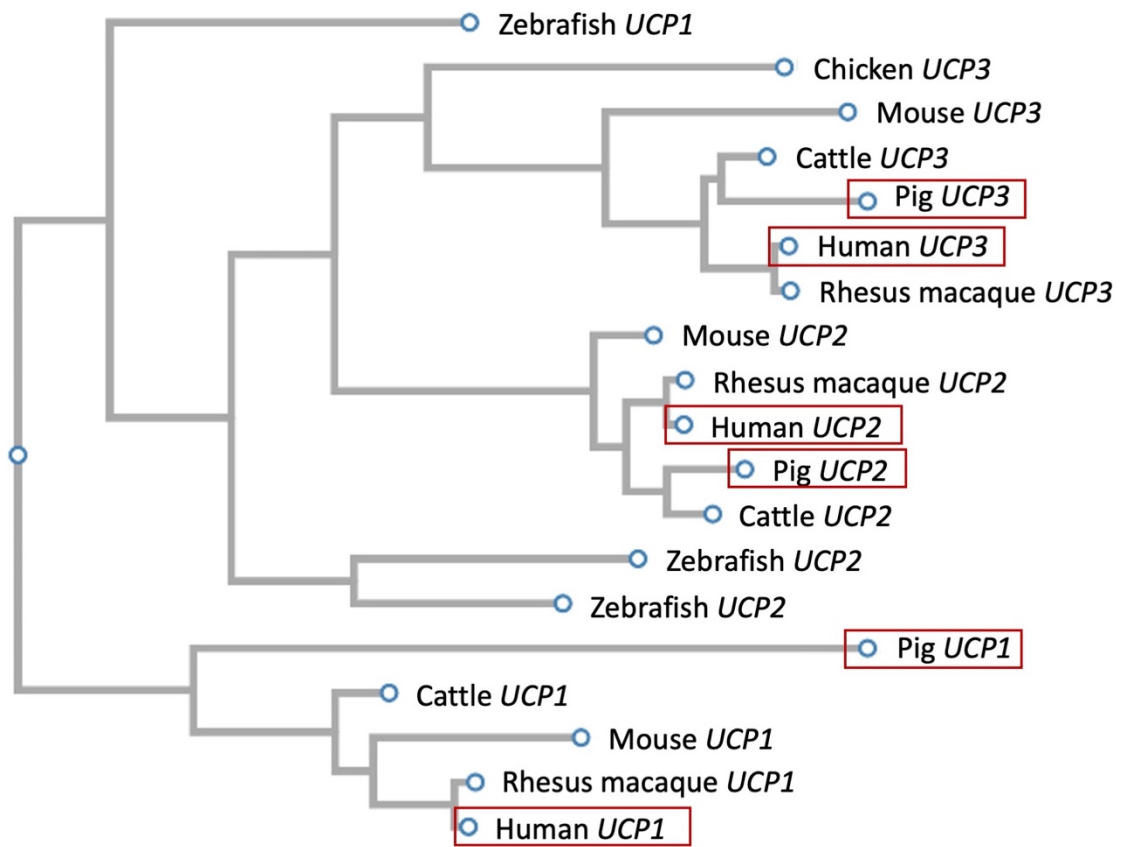 Zebrafish UCP1
Chicken UCP3
Mouse UCP3
Cattle UCP3
Pig UCP3
Human UCP3
Rhesus macaque UCP3
Mouse UCP2
Rhesus macaque UCP2
Human UCP2
Pig UCP2
Cattle UCP2
Zebrafish UCP2
Zebrafish UCP2
Pig UCP1
Cattle UCP1
Mouse UCP1
Rhesus macaque UCP1
Human UCP1